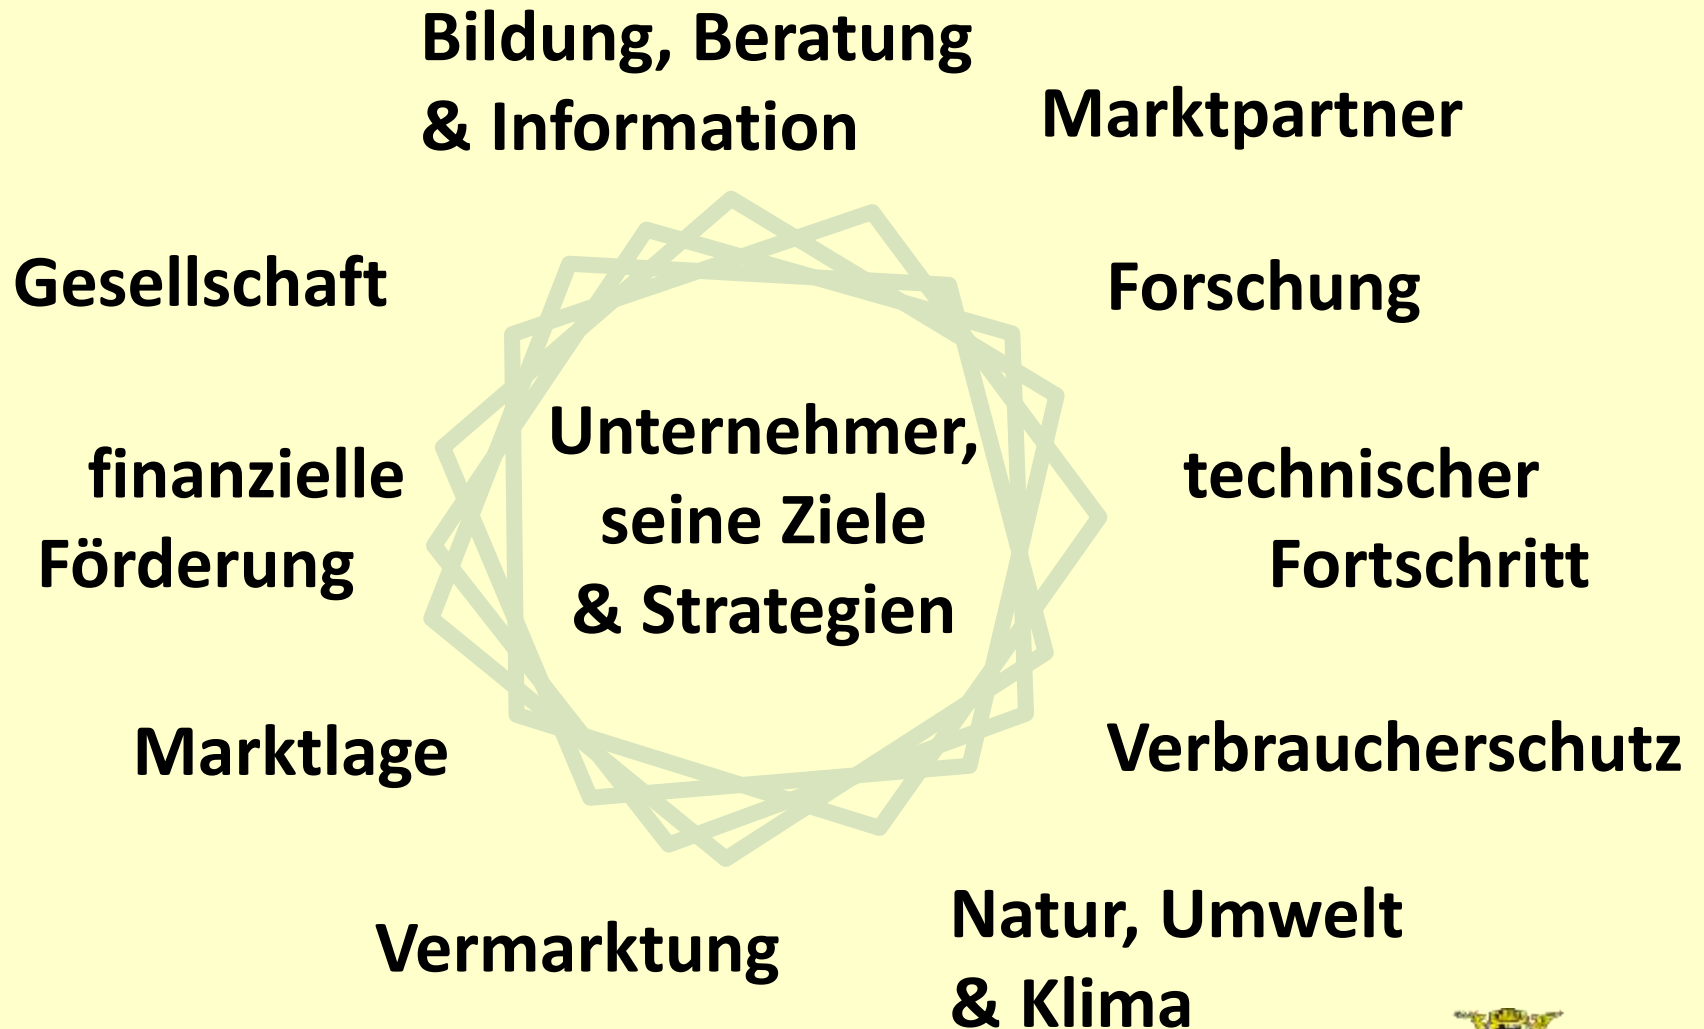 Bildung, Beratung
& Information
Marktpartner
Gesellschaft
Forschung
finanzielle
Förderung
Unternehmer,
seine Ziele
& Strategien
technischer
Fortschritt
Marktlage
Verbraucherschutz
Vermarktung
Natur, Umwelt
& Klima